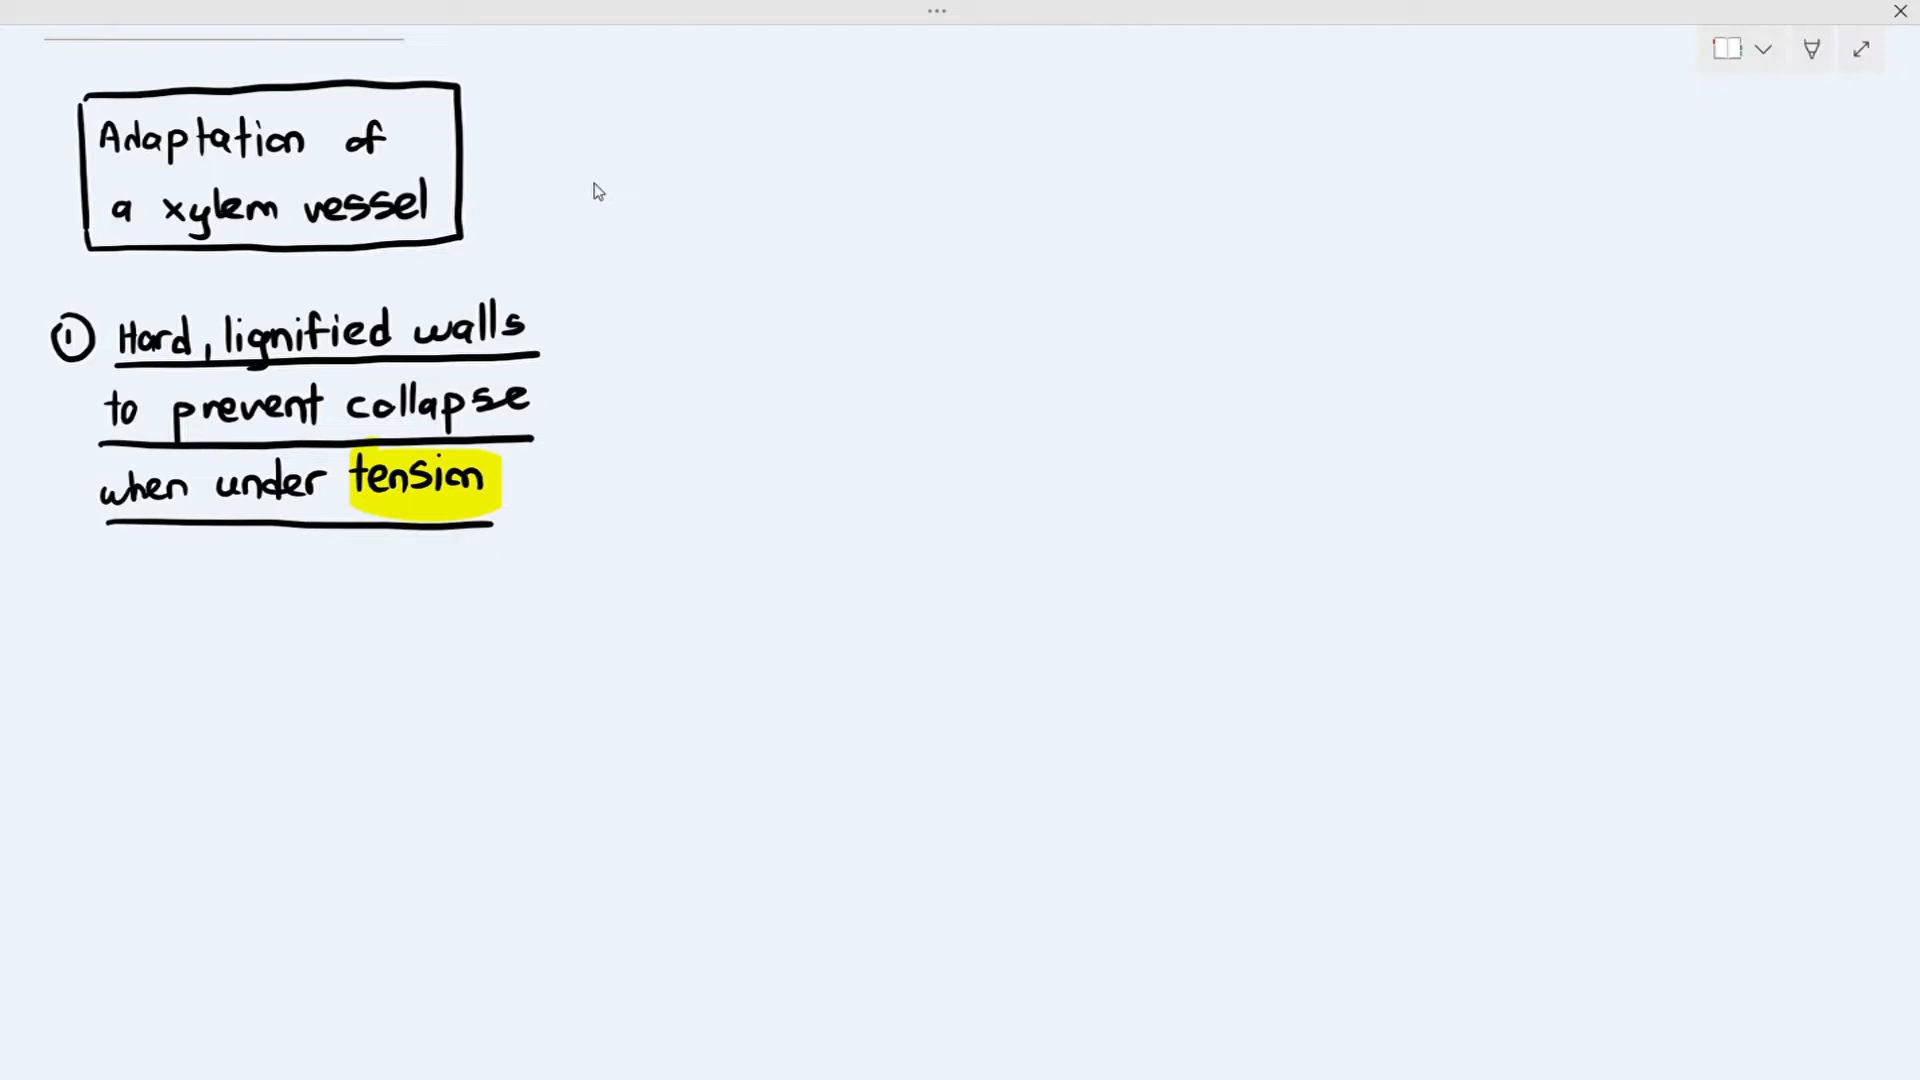 Adaptation of
a xylem vessel
① Hard, lignified walls
to prevent collapse
when under tension